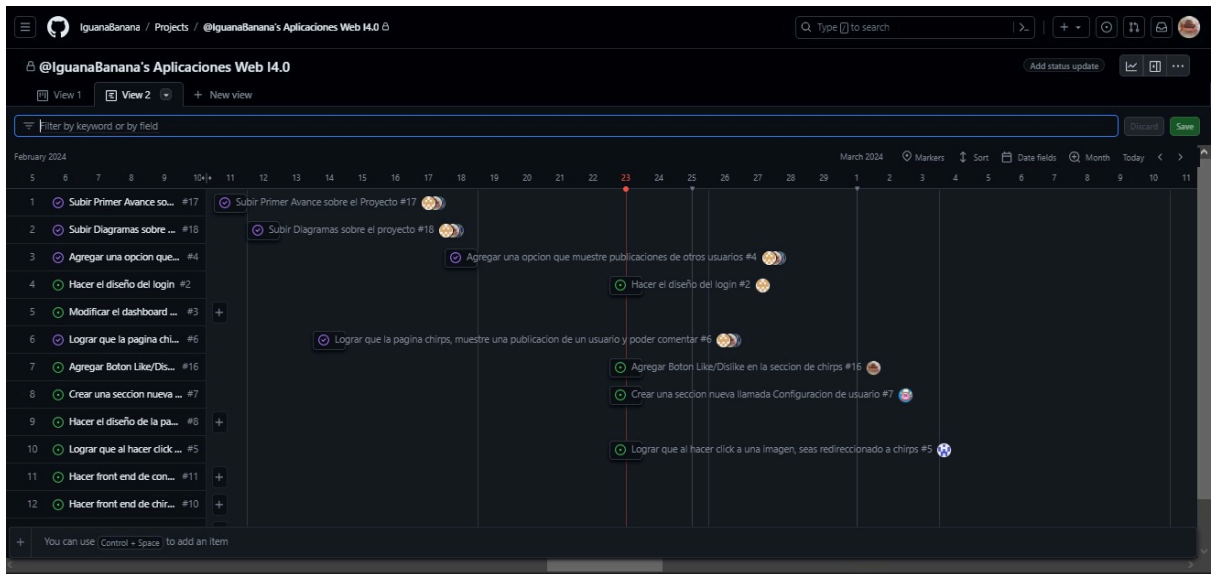 IguanaBanana / Projects / @IguanaBanana's Aplicaciones Web I4.0
Type / to search
@IguanaBanana's Aplicaciones Web I4.0
Add status update
View 1 View 2 + New view
Filter by keyword or by field
Discard Save
February 2024 March 2024 Markers Sort Date fields Month Today
5 6 7 8 9 10 11 12 13 14 15 16 17 18 19 20 21 22 23 24 25 26 27 28 29 1 2 3 4 5 6 7 8 9 10 11
1 Subir Primer Avance so... #17 Subir Primer Avance sobre el Proyecto #17
2 Subir Diagramas sobre ... #18 Subir Diagramas sobre el proyecto #18
3 Agregar una opcion que... #4 Agregar una opcion que muestre publicaciones de otros usuarios #4
4 Hacer el diseño del login #2 Hacer el diseño del login #2
5 Modificar el dashboard ... #3 +
6 Lograr que la pagina chi... #6 Lograr que la pagina chirps, muestre una publicacion de un usuario y poder comentar #6
7 Agregar Boton Like/Dis... #16 Agregar Boton Like/Dislike en la seccion de chirps #16
8 Crear una seccion nueva ... #7 Crear una seccion nueva llamada Configuracion de usuario #7
9 Hacer el diseño de la pa... #8 +
10 Lograr que al hacer click ... #5 Lograr que al hacer click a una imagen, seas redireccionado a chirps #5
11 Hacer front end de con... #11 +
12 Hacer front end de chir... #10 +
+ You can use Control + Space to add an item